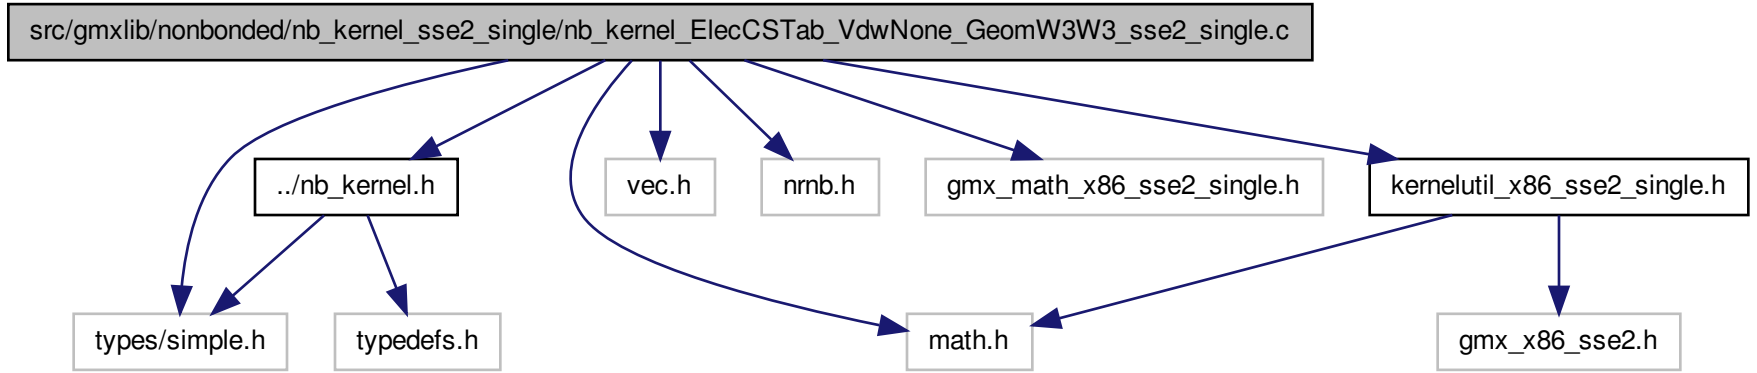 src/gmxlib/nonbonded/nb_kernel_sse2_single/nb_kernel_ElecCSTab_VdwNone_GeomW3W3_sse2_single.c
../nb_kernel.h
vec.h
nrnb.h
gmx_math_x86_sse2_single.h
kernelutil_x86_sse2_single.h
types/simple.h
typedefs.h
math.h
gmx_x86_sse2.h